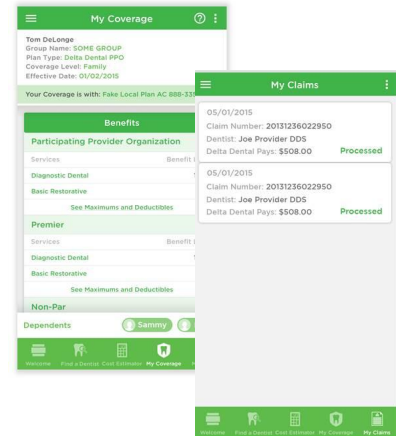 My Coverage
Tom DeLonge
Group Name: SOME GROUP
Plan Type: Delta Dental PPO
Coverage Level: Family
Effective Date: 01/02/2015
Your Coverage is with: Fake Local Plan AC 888-335
Benefits
Participating Provider Organization
Services Benefit
Diagnostic Dental
Basic Restorative
See Maximums and Deductibles
Premier
Services Benefit
Diagnostic Dental
Basic Restorative
See Maximums and Deductibles
Non-Par
Dependents Sammy
Welcome Find a Dentist Cost Estimator My Coverage
My Claims
05/01/2015
Claim Number: 20131236022950
Dentist: Joe Provider DDS
Delta Dental Pays: $508.00 Processed
05/01/2015
Claim Number: 20131236022950
Dentist: Joe Provider DDS
Delta Dental Pays: $508.00 Processed
Welcome Find a Dentist Cost Estimator My Coverage My Claims